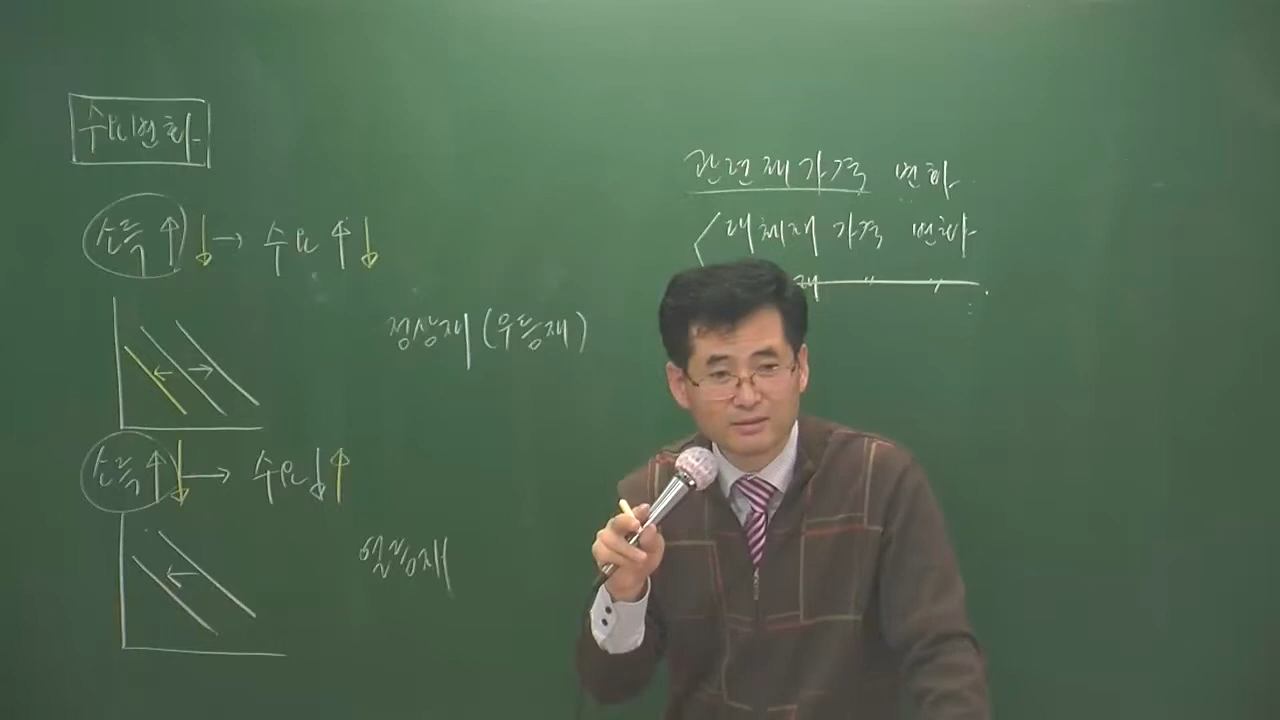 수요변화
소득↑↓→ 수요↑↓
정상재(우등재)
소득↑↓→ 수요↓↑
열등재
관련재가격 변화
대체재 가격 변화
재 〃 〃